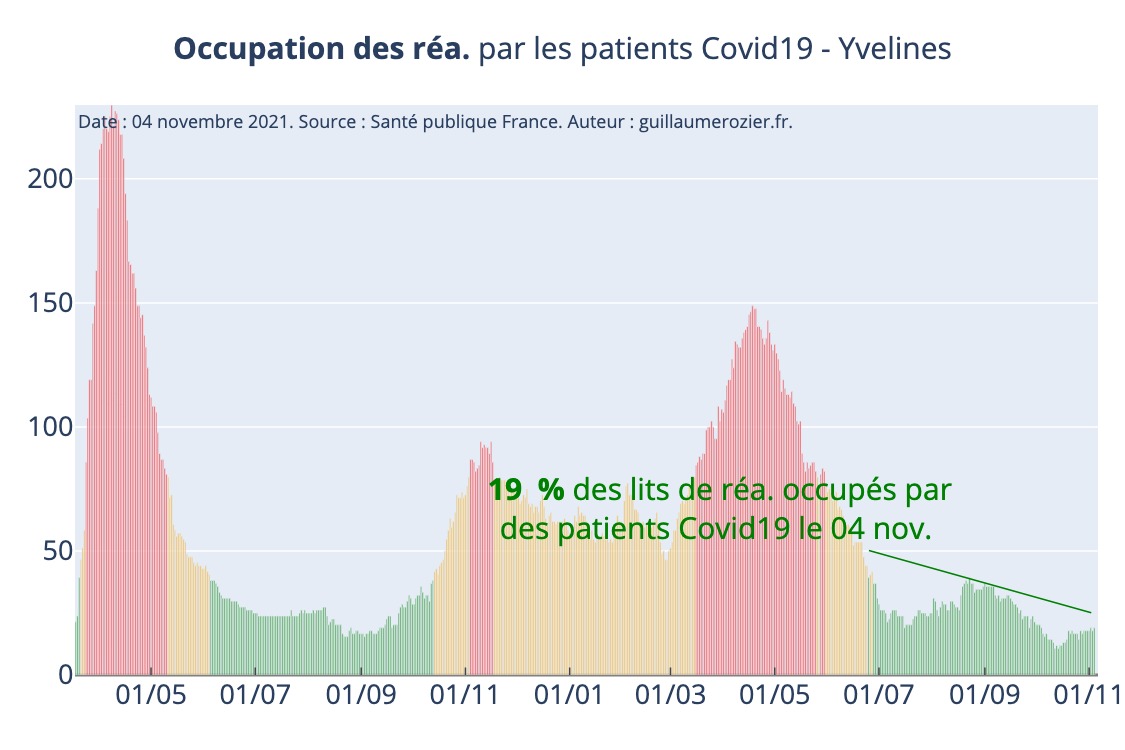 Occupation des réa. par les patients Covid19 - Yvelines
Date : 04 novembre 2021. Source : Santé publique France. Auteur : guillaumerozier.fr.
200
150
100
50
0
19 % des lits de réa. occupés par
des patients Covid19 le 04 nov.
01/05 01/07 01/09 01/11 01/01 01/03 01/05 01/07 01/09 01/11